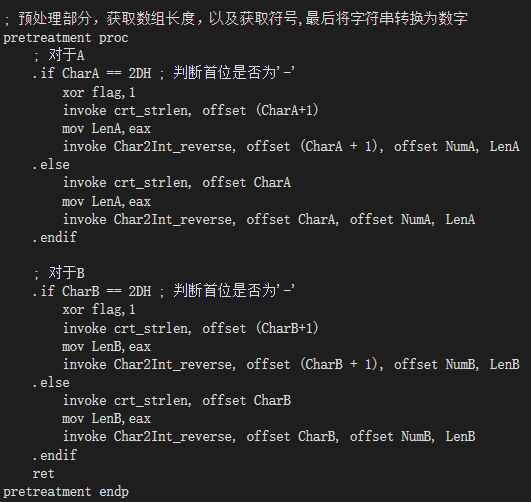 ; 预处理部分，获取数组长度，以及获取符号,最后将字符串转换为数字
pretreatment proc
    ; 对于A
    .if CharA == 2DH ; 判断首位是否为'-'
        xor flag,1
        invoke crt_strlen, offset (CharA+1)
        mov LenA,eax
        invoke Char2Int_reverse, offset (CharA + 1), offset NumA, LenA
    .else
        invoke crt_strlen, offset CharA
        mov LenA,eax
        invoke Char2Int_reverse, offset CharA, offset NumA, LenA
    .endif

    ; 对于B
    .if CharB == 2DH ; 判断首位是否为'-'
        xor flag,1
        invoke crt_strlen, offset (CharB+1)
        mov LenB,eax
        invoke Char2Int_reverse, offset (CharB + 1), offset NumB, LenB
    .else
        invoke crt_strlen, offset CharB
        mov LenB,eax
        invoke Char2Int_reverse, offset CharB, offset NumB, LenB
    .endif
    ret
pretreatment endp